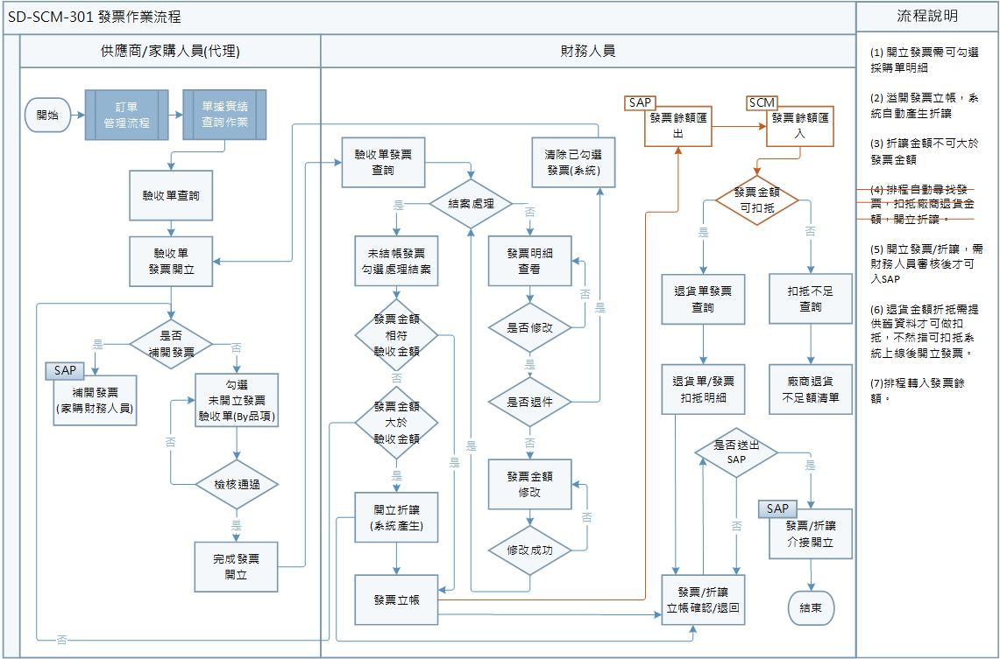 SD-SCM-301 發票作業流程
供應商/家購人員(代理)
開始
訂單
管理流程
單據實結
查詢作業
驗收單查詢
驗收單
發票開立
是否
補開發票
是
否
SAP
補開發票
(家購財務人員)
勾選
未開立發票
驗收單(By品項)
否
檢核通過
是
完成發票
開立
否
財務人員
驗收單發票
查詢
清除已勾選
發票(系統)
結案處理
是
否
未結帳發票
勾選處理結案
發票明細
查看
否
是
發票金額
相符
驗收金額
是否修改
是
否
發票金額
大於
驗收金額
是否退件
是
是
否
是
發票金額
修改
開立折讓
(系統產生)
否
修改成功
發票立帳
SAP
發票餘額匯
出
SCM
發票餘額匯
入
發票金額
可扣抵
是
否
退貨單發票
查詢
扣抵不足
查詢
退貨單/發票
扣抵明細
廠商退貨
不足額清單
是否送出
SAP
是
否
SAP
發票/折讓
介接開立
發票/折讓
立帳確認/退回
結束
流程說明
(1) 開立發票需可勾選
採購單明細
(2) 溢開發票立帳，系
統自動產生折讓
(3) 折讓金額不可大於
發票金額
(4) 排程自動尋找發
票，扣抵廠商退貨金
額，開立折讓。
(5) 開立發票/折讓，需
財務人員審核後才可
入SAP
(6) 退貨金額折抵需提
供舊資料才可做扣
抵，不然指可扣抵系
統上線後開立發票。
(7)排程轉入發票餘
額。